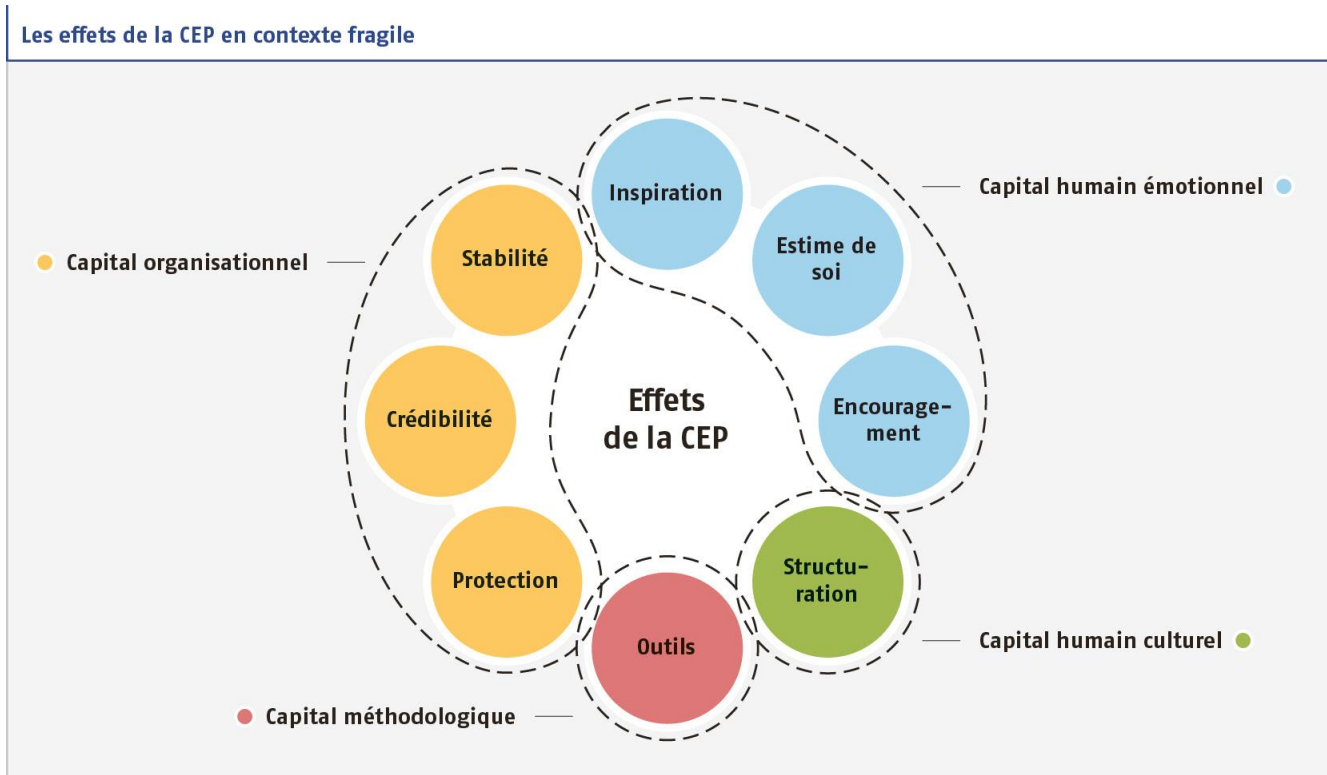 Les effets de la CEP en contexte fragile
Inspiration
Capital humain émotionnel
Estime de
soi
Stabilité
Capital organisationnel
Encourage-
ment
Crédibilité
Effets
de la CEP
Structu-
ration
Protection
Outils
Capital humain culturel
Capital méthodologique